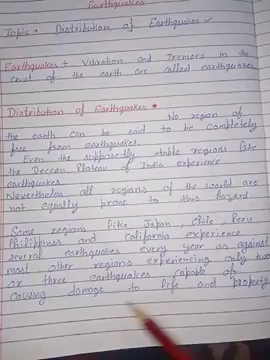 Earthquakes
Topic → Distribution of Earthquakes
Earthquakes → Vibration and Tremors in the
crust of the earth are called earthquakes.
Distribution of Earthquakes →
No region of
the earth can be said to be completely
free from earthquakes
Even the supposedly stable regions like
the Deccan Plateau of India experience
earthquakes.
Nevertheless all regions of the world are
not equally prone to this hazard
Some regions like Japan, Chile, Peru
Philippines and California experience
several earthquakes every year as against
most other regions experiencing only two
or three earthquakes capable of
causing damage to life and property